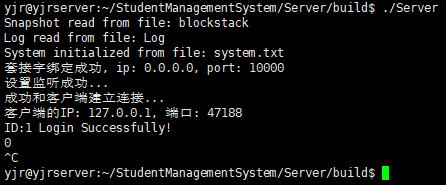 yjr@yjrserver:~/StudentManagementSystem/Server/build$ ./Server
Snapshot read from file: blockstack
Log read from file: Log
System initialized from file: system.txt
套接字绑定成功, ip: 0.0.0.0, port: 10000
设置监听成功...
成功和客户端建立连接...
客户端的IP: 127.0.0.1, 端口: 47188
ID:1 Login Successfully!
0
^C
yjr@yjrserver:~/StudentManagementSystem/Server/build$